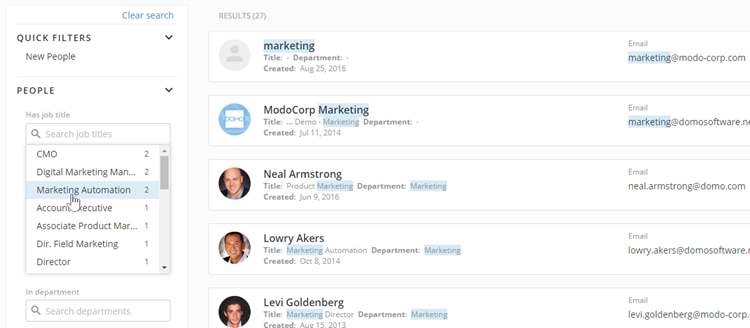 Clear search
QUICK FILTERS
New People
PEOPLE
Has job title
Search job titles
CMO 2
Digital Marketing Man... 2
Marketing Automation 2
Account Executive 1
Associate Product Mar... 1
Dir. Field Marketing 1
Director 1
In department
Search departments
RESULTS (27)
marketing
Title: - Department: -
Created: Aug 25, 2016
Email
marketing@modo-corp.com
DOMO
ModoCorp Marketing
Title: ... Demo - Marketing Department: -
Created: Jul 11, 2014
Email
marketing@domosoftware.ne
Neal Armstrong
Title: Product Marketing Department: Marketing
Created: Jun 9, 2016
Email
neal.armstrong@domo.com
Lowry Akers
Title: Marketing Automation Department: Marketing
Created: Oct 8, 2014
Email
lowry.akers@domosoftware.ne
Levi Goldenberg
Title: Marketing Director Department: Marketing
Created: Aug 15, 2013
Email
levi.goldenberg@domosoftw